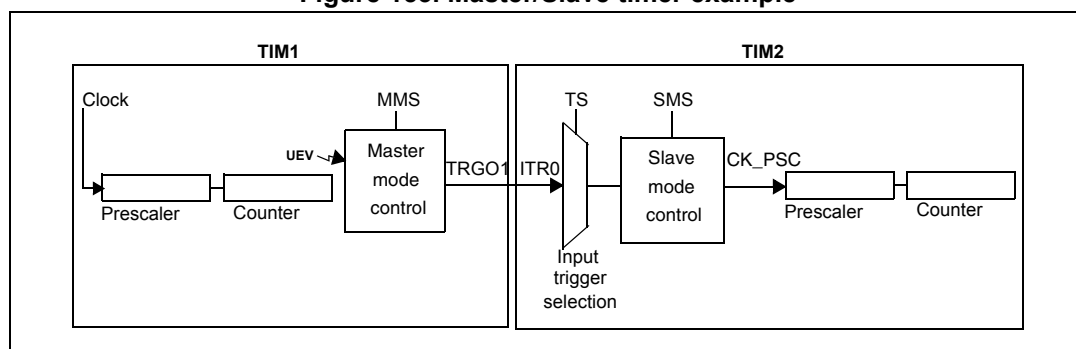 TIM1
TIM2
Clock
MMS
TS
SMS
UEV
Master
mode
control
TRGO1
ITR0
Slave
mode
control
CK_PSC
Prescaler
Counter
Prescaler
Counter
Input
trigger
selection